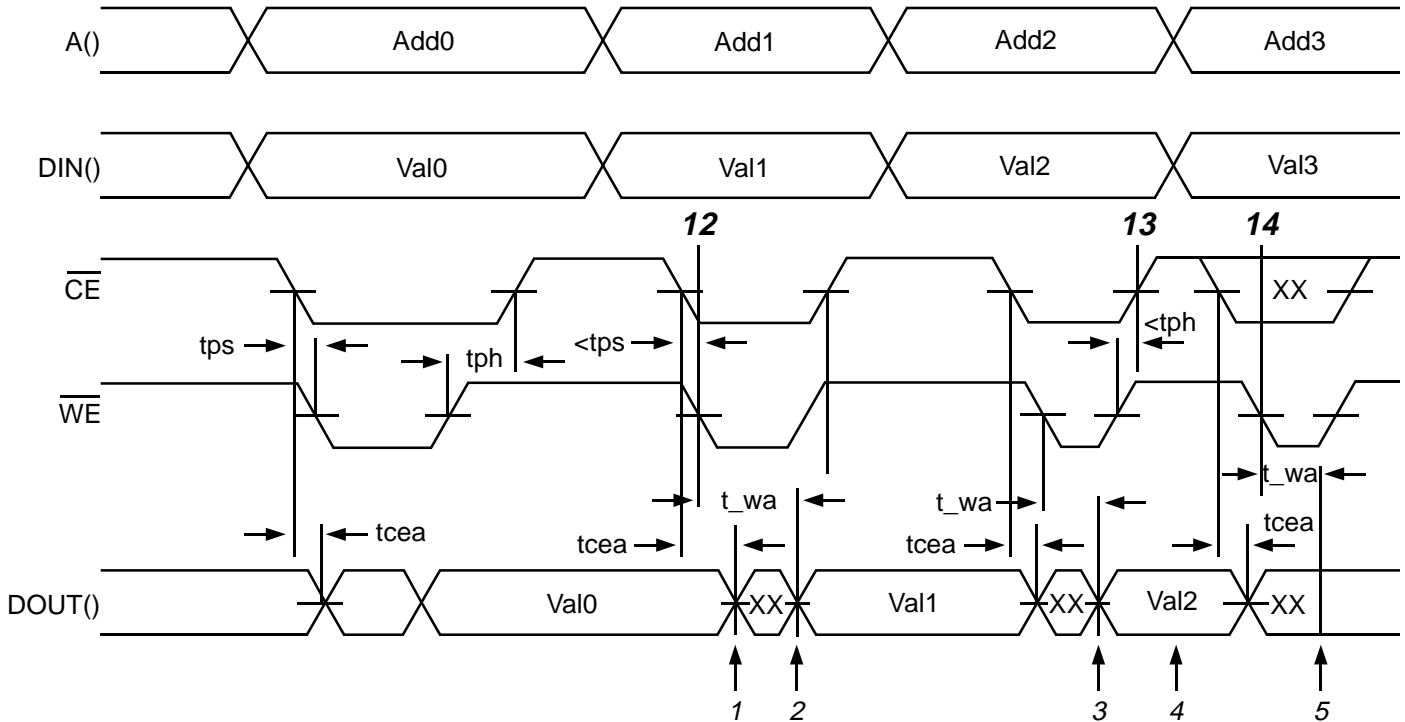 A() Add0 Add1 Add2 Add3
DIN() Val0 Val1 Val2 Val3
12 13 14
CE XX
tps tph <tps <tph
WE
t_wa t_wa t_wa
tcea tcea tcea tcea
DOUT() Val0 XX XX Val1 XX Val2 XX
1 2 3 4 5